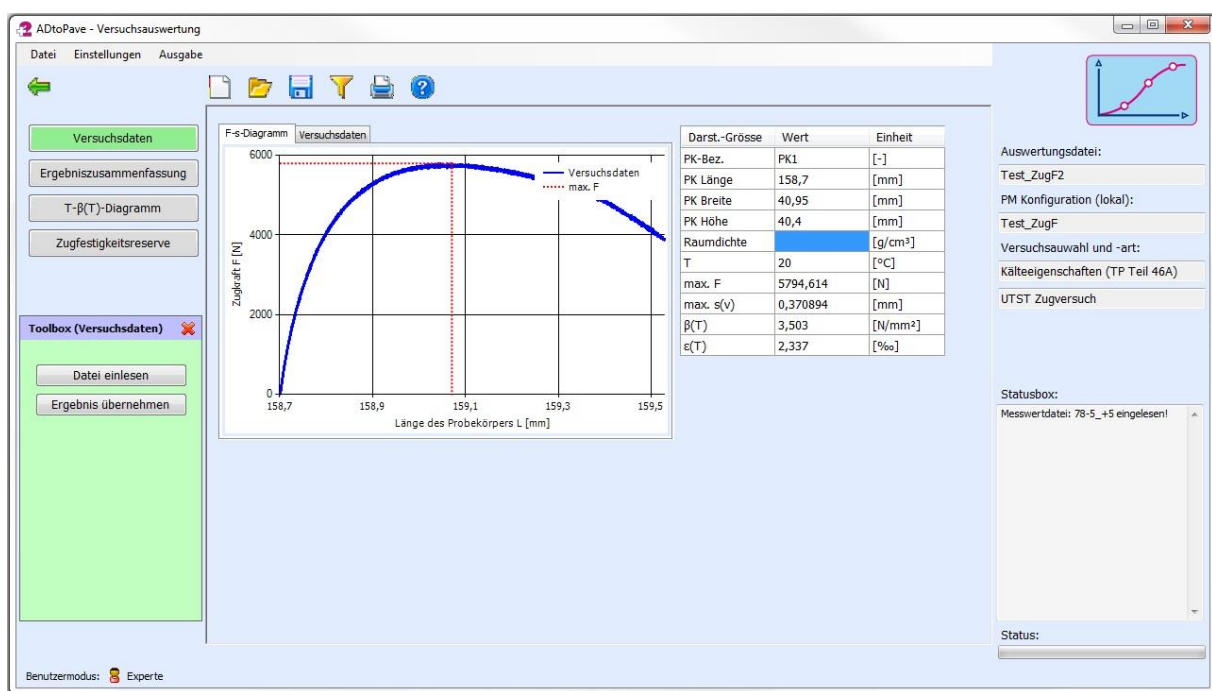 ADtoPave - Versuchsauswertung
Datei Einstellungen Ausgabe
Versuchsdaten
Ergebniszusammenfassung
T-β(T)-Diagramm
Zugfestigkeitsreserve
Toolbox (Versuchsdaten)
Datei einlesen
Ergebnis übernehmen
F-s-Diagramm Versuchsdaten
Zugkraft F [N]
6000
4000
2000
0
158,7 158,9 159,1 159,3 159,5
Länge des Probekörpers L [mm]
Versuchsdaten
max. F
Darst.-Grösse Wert Einheit
PK-Bez. PK1 [-]
PK Länge 158,7 [mm]
PK Breite 40,95 [mm]
PK Höhe 40,4 [mm]
Raumdichte [g/cm³]
T 20 [°C]
max. F 5794,614 [N]
max. s(v) 0,370894 [mm]
β(T) 3,503 [N/mm²]
ε(T) 2,337 [‰]
Auswertungsdatei:
Test_ZugF2
PM Konfiguration (lokal):
Test_ZugF
Versuchsauwahl und -art:
Kälteeigenschaften (TP Teil 46A)
UTST Zugversuch
Statusbox:
Messwertdatei: 78-5_+5 eingelesen!
Status:
Benutzermodus: Experte